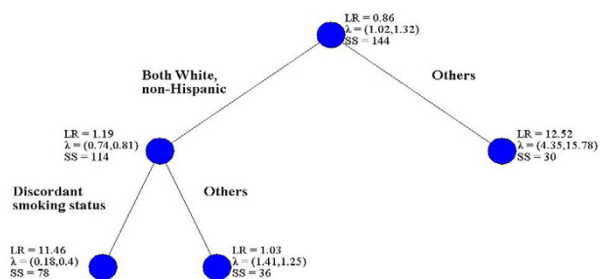 LR = 0.86
λ = (1.02,1.32)
SS = 144
Both White,
non-Hispanic
Others
LR = 1.19
λ = (0.74,0.81)
SS = 114
LR = 12.52
λ = (4.35,15.78)
SS = 30
Discordant
smoking status
Others
LR = 11.46
λ = (0.18,0.4)
SS = 78
LR = 1.03
λ = (1.41,1.25)
SS = 36